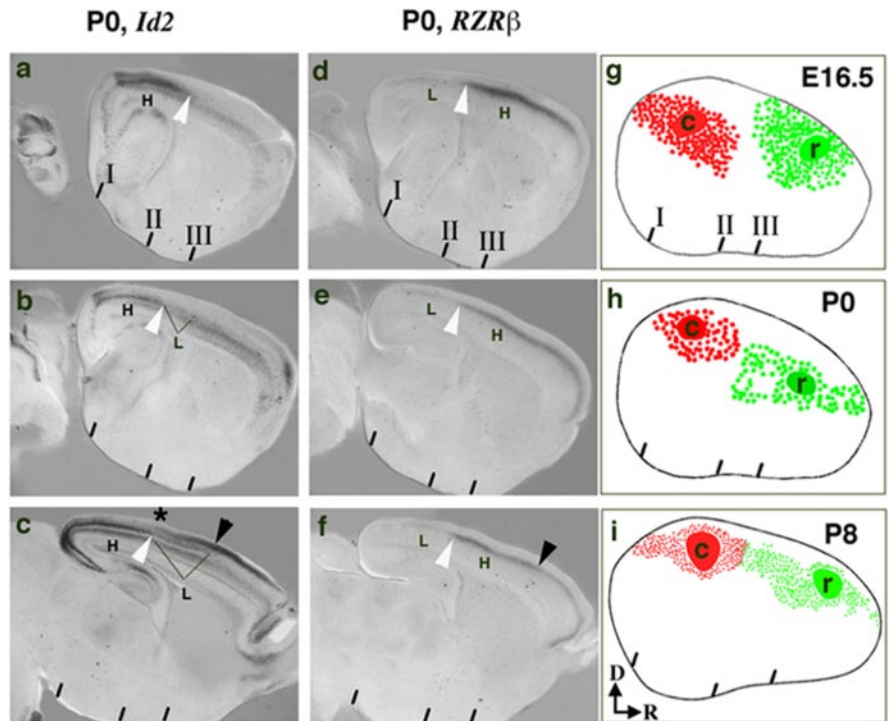 P0, Id2
P0, RZRβ
a
H
I
II
III
d
L
H
I
II
III
g
E16.5
c
r
I
II
III
b
H
L
e
L
H
h
P0
c
r
c
*
H
L
f
L
H
i
P8
c
r
D
R